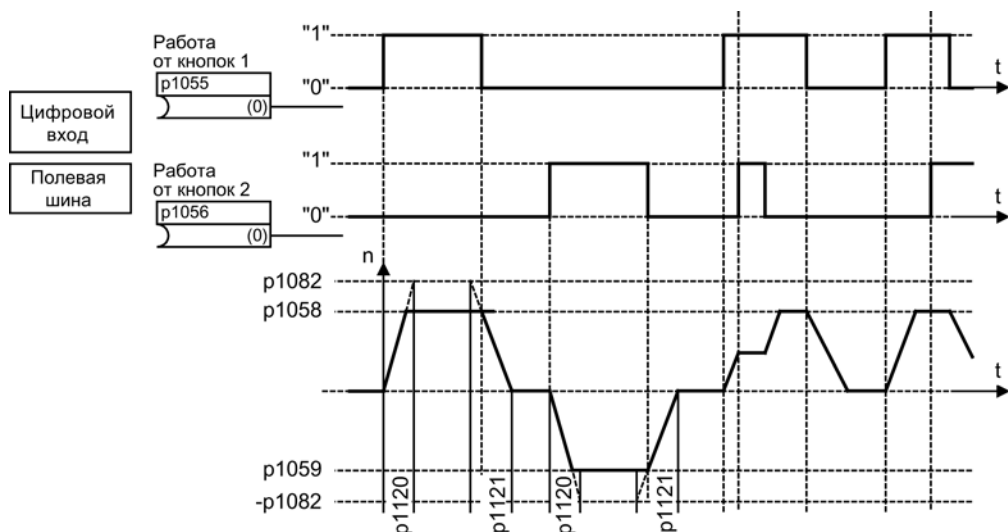 Работа
от кнопок 1
p1055
(0)
"1"
"0"
t
Цифровой
вход
Полевая
шина
Работа
от кнопок 2
p1056
(0)
"1"
"0"
t
n
p1082
p1058
t
p1059
-p1082
p1120
p1121
p1120
p1121